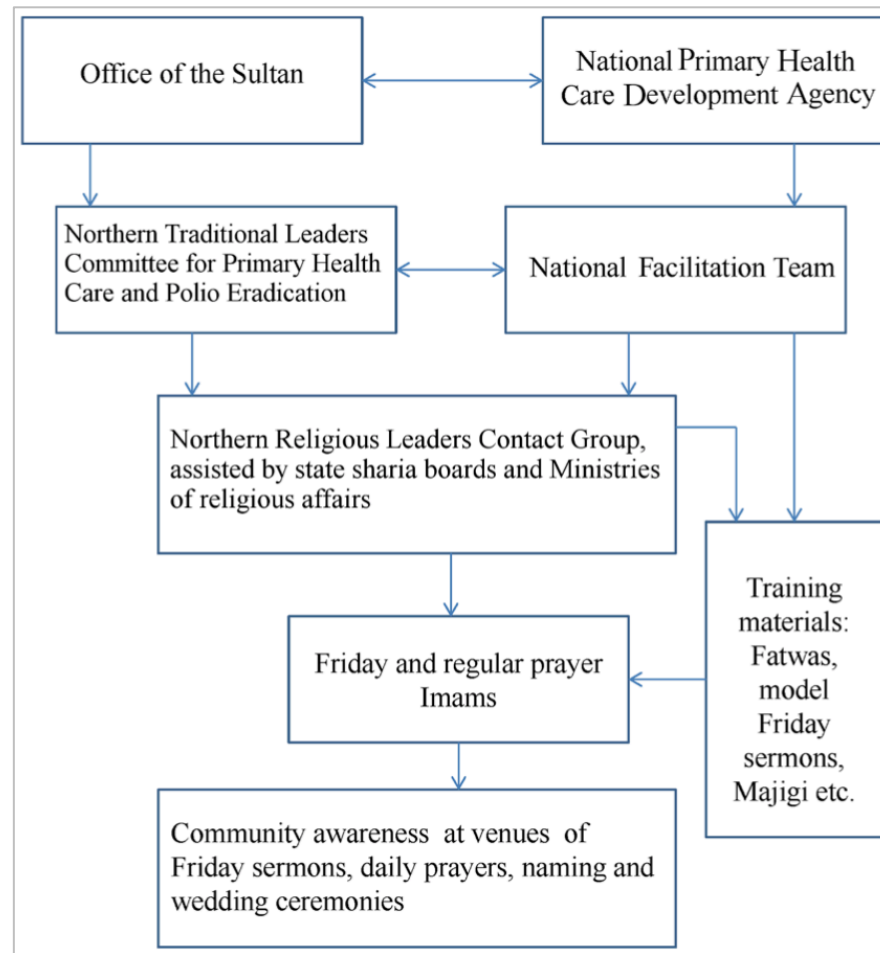 Office of the Sultan
National Primary Health
Care Development Agency
Northern Traditional Leaders
Committee for Primary Health
Care and Polio Eradication
National Facilitation Team
Northern Religious Leaders Contact Group,
assisted by state sharia boards and Ministries
of religious affairs
Training
materials:
Fatwas,
model
Friday
sermons,
Majigi etc.
Friday and regular prayer
Imams
Community awareness at venues of
Friday sermons, daily prayers, naming and
wedding ceremonies